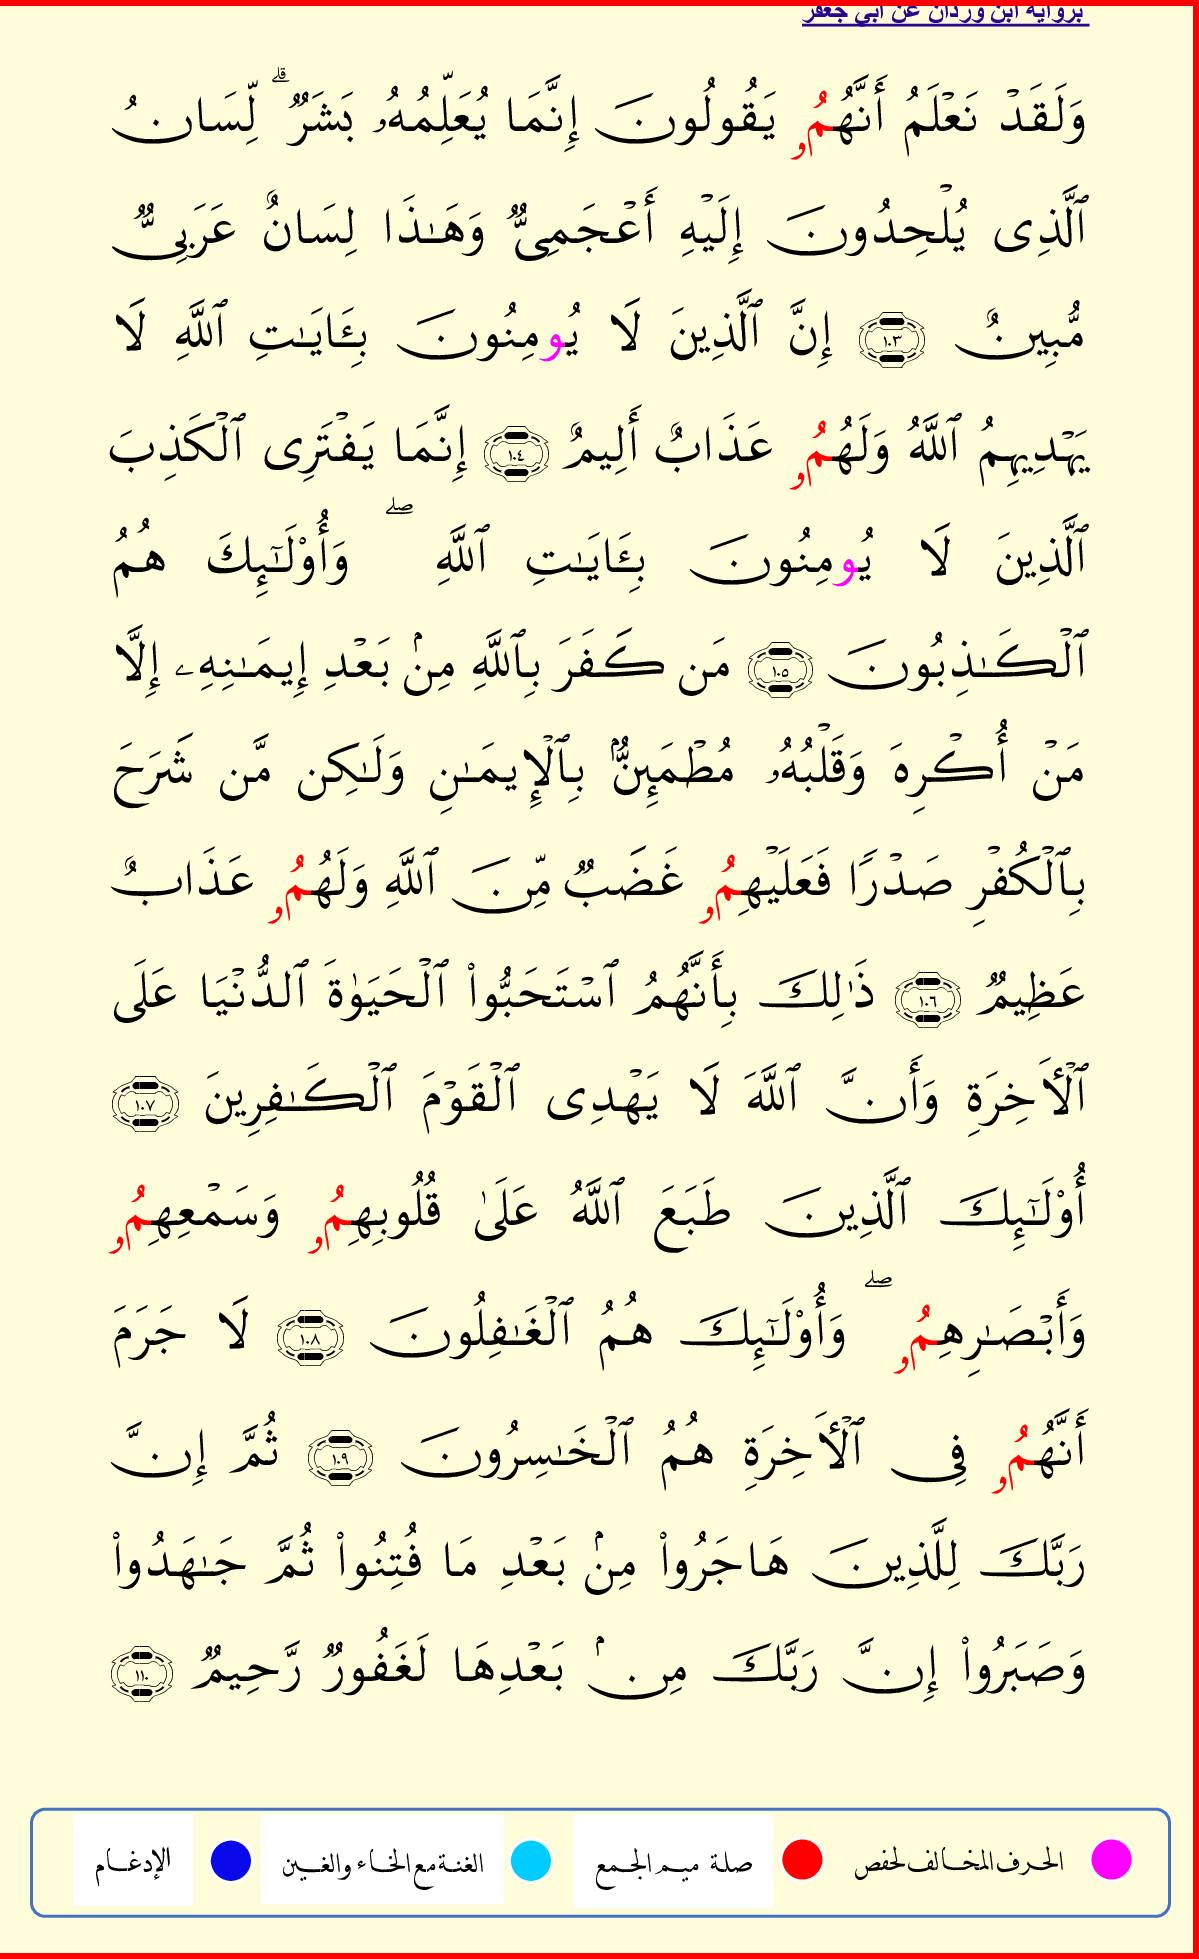 برواية ابن وردان عن أبي جعفر
وَلَقَدۡ نَعۡلَمُ أَنَّهُمُۥ يَقُولُونَ إِنَّمَا يُعَلِّمُهُۥ بَشَرٞۗ لِّسَانُ
ٱلَّذِي يُلۡحِدُونَ إِلَيۡهِ أَعۡجَمِيّٞ وَهَٰذَا لِسَانٌ عَرَبِيّٞ
مُّبِينٌ ١٠٣ إِنَّ ٱلَّذِينَ لَا يُومِنُونَ بِـَٔايَٰتِ ٱللَّهِ لَا
يَهۡدِيهِمُ ٱللَّهُ وَلَهُمُۥ عَذَابٌ أَلِيمٌ ١٠٤ إِنَّمَا يَفۡتَرِي ٱلۡكَذِبَ
ٱلَّذِينَ لَا يُومِنُونَ بِـَٔايَٰتِ ٱللَّهِ ۖ وَأُوْلَٰٓئِكَ هُمُ
ٱلۡكَٰذِبُونَ ١٠٥ مَن كَفَرَ بِٱللَّهِ مِنۢ بَعۡدِ إِيمَٰنِهِۦ إِلَّا
مَنۡ أُكۡرِهَ وَقَلۡبُهُۥ مُطۡمَئِنُّۢ بِٱلۡإِيمَٰنِ وَلَٰكِن مَّن شَرَحَ
بِٱلۡكُفۡرِ صَدۡرٗا فَعَلَيۡهِمُۥ غَضَبٞ مِّنَ ٱللَّهِ وَلَهُمُۥ عَذَابٌ
عَظِيمٞ ١٠٦ ذَٰلِكَ بِأَنَّهُمُ ٱسۡتَحَبُّواْ ٱلۡحَيَوٰةَ ٱلدُّنۡيَا عَلَى
ٱلۡأٓخِرَةِ وَأَنَّ ٱللَّهَ لَا يَهۡدِي ٱلۡقَوۡمَ ٱلۡكَٰفِرِينَ ١٠٧
أُوْلَٰٓئِكَ ٱلَّذِينَ طَبَعَ ٱللَّهُ عَلَىٰ قُلُوبِهِمُۥ وَسَمۡعِهِمُۥ
وَأَبۡصَٰرِهِمُۥ ۖ وَأُوْلَٰٓئِكَ هُمُ ٱلۡغَٰفِلُونَ ١٠٨ لَا جَرَمَ
أَنَّهُمُۥ فِي ٱلۡأٓخِرَةِ هُمُ ٱلۡخَٰسِرُونَ ١٠٩ ثُمَّ إِنَّ
رَبَّكَ لِلَّذِينَ هَاجَرُواْ مِنۢ بَعۡدِ مَا فُتِنُواْ ثُمَّ جَٰهَدُواْ
وَصَبَرُواْ إِنَّ رَبَّكَ مِنۢ بَعۡدِهَا لَغَفُورٞ رَّحِيمٞ ١١٠
الحرف المخالف لحفص صلة ميم الجمع الغنة مع الخاء والغين الإدغام